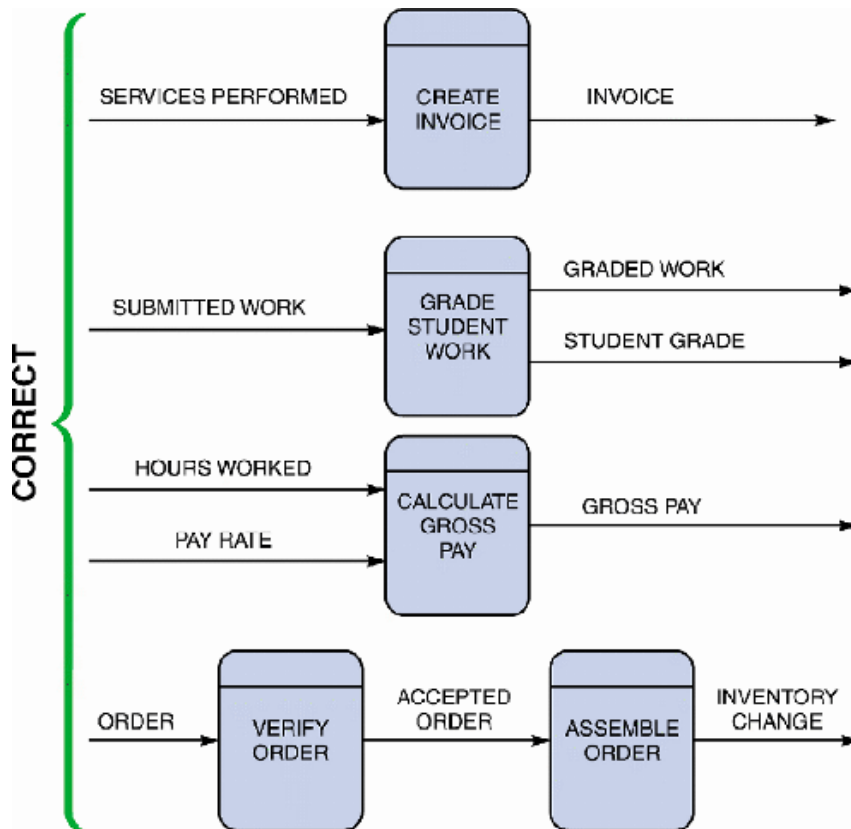 CORRECT
SERVICES PERFORMED
CREATE
INVOICE
INVOICE
SUBMITTED WORK
GRADE
STUDENT
WORK
GRADED WORK
STUDENT GRADE
HOURS WORKED
PAY RATE
CALCULATE
GROSS
PAY
GROSS PAY
ORDER
VERIFY
ORDER
ACCEPTED
ORDER
ASSEMBLE
ORDER
INVENTORY
CHANGE